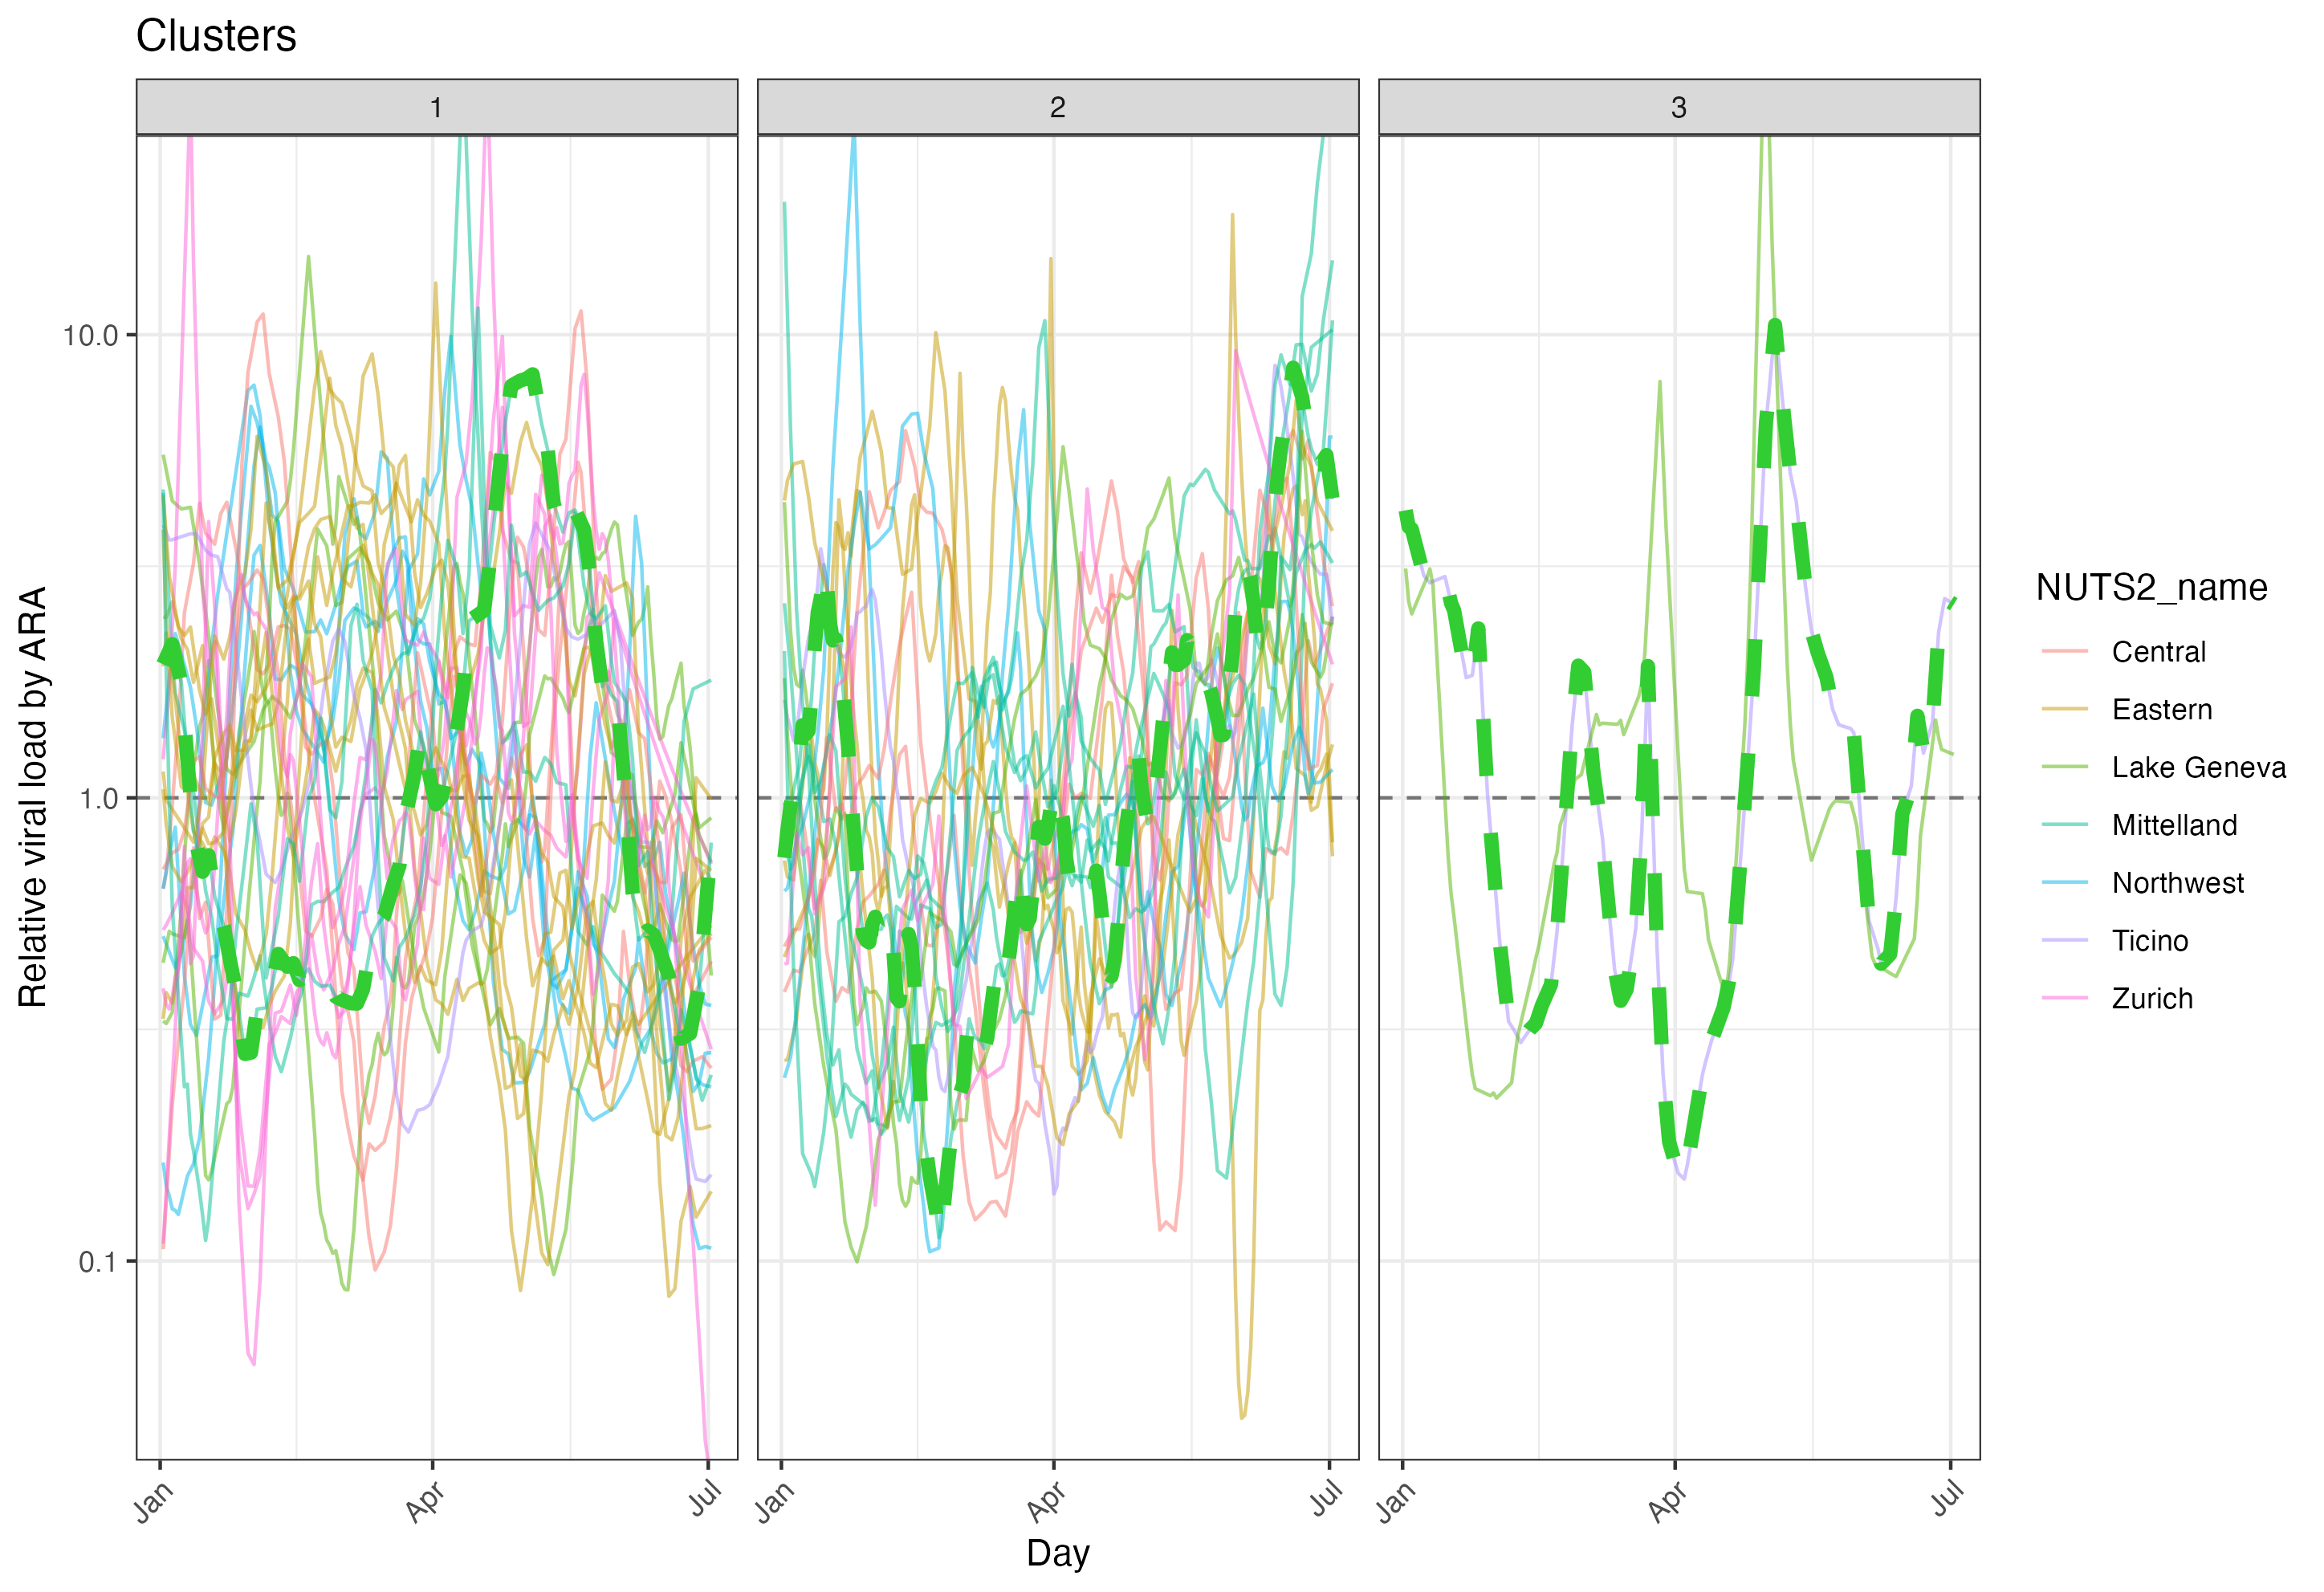 Clusters
1
2
3
10.0
1.0
0.1
Relative viral load by ARA
Jan
Apr
Jul
Jan
Apr
Jul
Jan
Apr
Jul
Day
NUTS2_name
Central
Eastern
Lake Geneva
Mittelland
Northwest
Ticino
Zurich